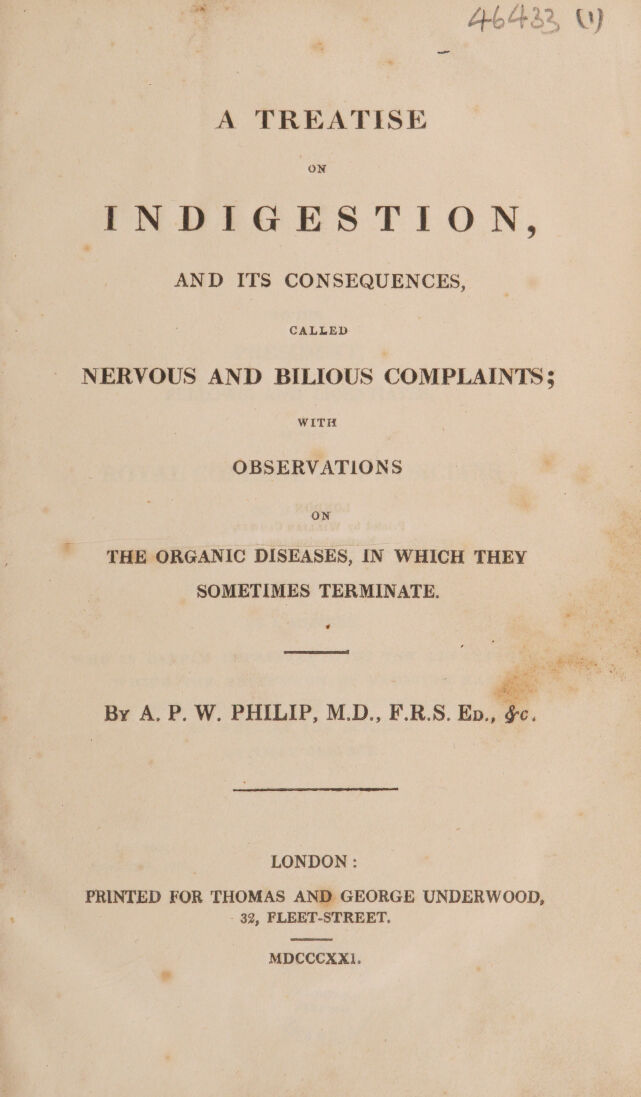 46433 (1)
A TREATISE
ON
INDIGESTION,
AND ITS CONSEQUENCES,
CALLED
NERVOUS AND BILIOUS COMPLAINTS;
WITH
OBSERVATIONS
ON
THE ORGANIC DISEASES, IN WHICH THEY
SOMETIMES TERMINATE.
By A. P. W. PHILIP, M.D., F.R.S. Ed., &c.
LONDON:
PRINTED FOR THOMAS AND GEORGE UNDERWOOD,
32, FLEET-STREET.
MDCCCXXI.